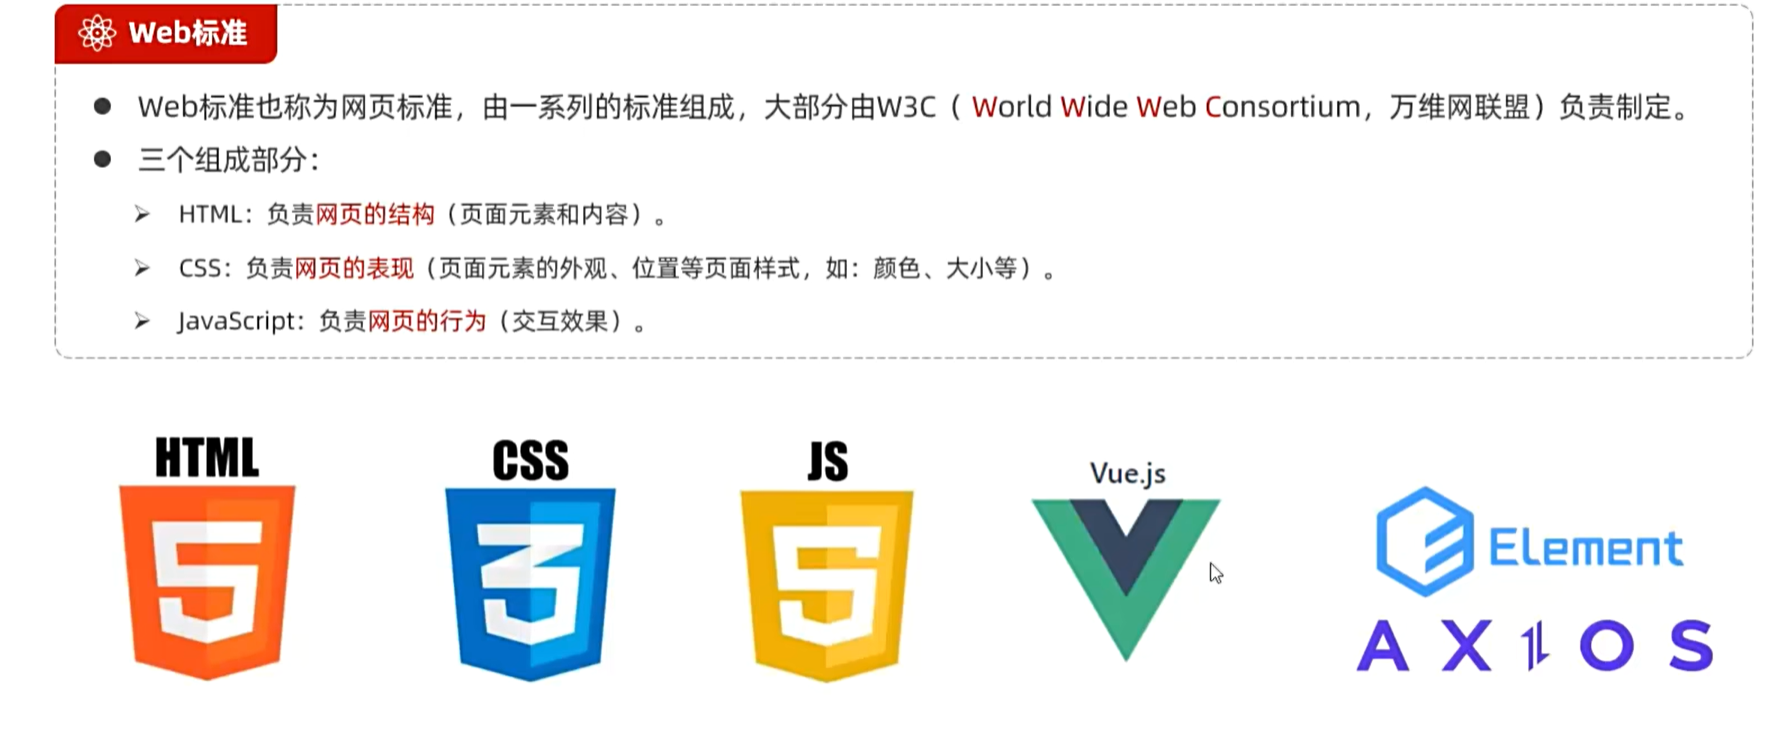 Web标准
Web标准也称为网页标准，由一系列的标准组成，大部分由W3C（ World Wide Web Consortium，万维网联盟）负责制定。
三个组成部分：
HTML：负责网页的结构（页面元素和内容）。
CSS：负责网页的表现（页面元素的外观、位置等页面样式，如：颜色、大小等）。
JavaScript：负责网页的行为（交互效果）。
HTML
CSS
JS
Vue.js
5
3
5
Element
AXIOS